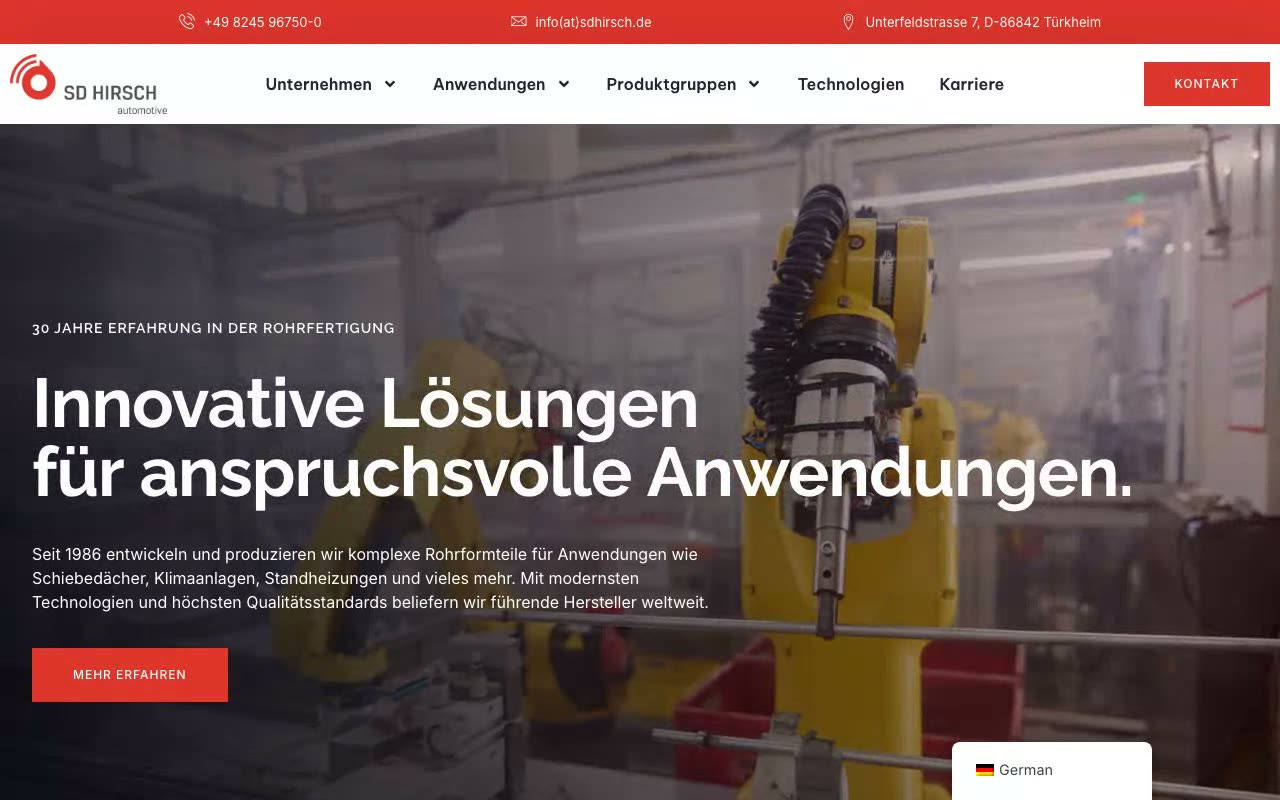 +49 8245 96750-0
info(at)sdhirsch.de
Unterfeldstrasse 7, D-86842 Türkheim
SD HIRSCH
automotive
Unternehmen
Anwendungen
Produktgruppen
Technologien
Karriere
KONTAKT
30 JAHRE ERFAHRUNG IN DER ROHRFERTIGUNG
Innovative Lösungen
für anspruchsvolle Anwendungen.
Seit 1986 entwickeln und produzieren wir komplexe Rohrformteile für Anwendungen wie
Schiebedächer, Klimaanlagen, Standheizungen und vieles mehr. Mit modernsten
Technologien und höchsten Qualitätsstandards beliefern wir führende Hersteller weltweit.
MEHR ERFAHREN
German